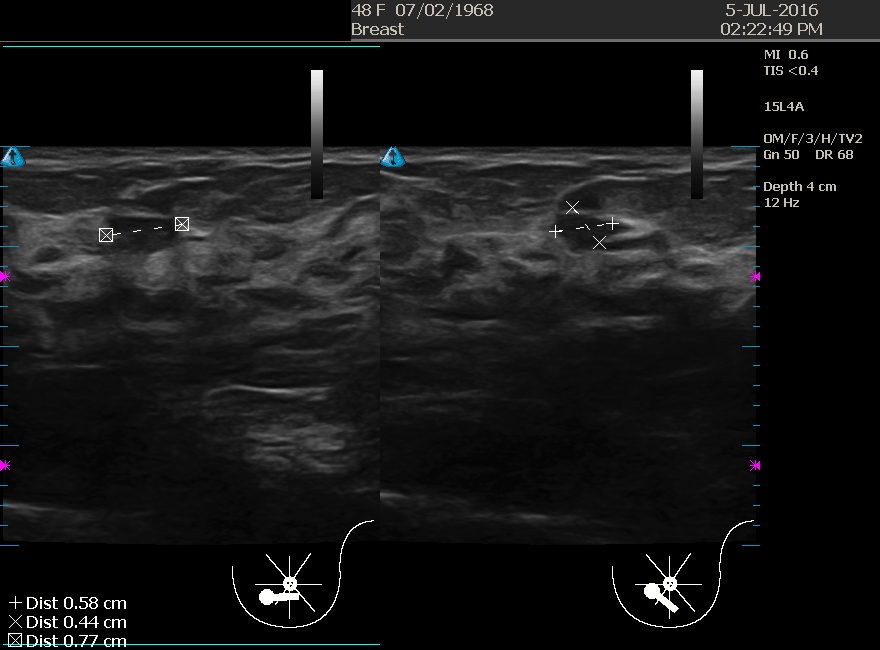 48 F 07/02/1968 5-JUL-2016
Breast 02:22:49 PM
MI 0.6
TIS <0.4
15L4A
OM/F/3/H/TV2
Gn 50 DR 68
Depth 4 cm
12 Hz
Dist 0.58 cm
Dist 0.44 cm
Dist 0.77 cm